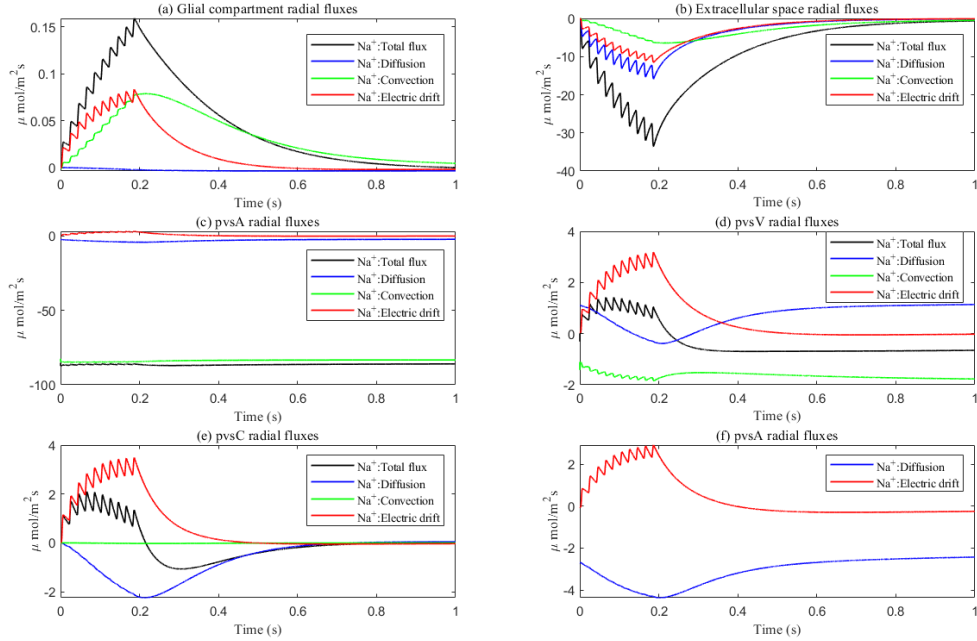 (a) Glial compartment radial fluxes
μ mol/m²s
0.15
0.1
0.05
0
Na⁺:Total flux
Na⁺:Diffusion
Na⁺:Convection
Na⁺:Electric drift
0 0.2 0.4 0.6 0.8 1
Time (s)
(b) Extracellular space radial fluxes
μ mol/m²s
0
-10
-20
-30
-40
Na⁺:Total flux
Na⁺:Diffusion
Na⁺:Convection
Na⁺:Electric drift
0 0.2 0.4 0.6 0.8 1
Time (s)
(c) pvsA radial fluxes
μ mol/m²s
0
-50
-100
Na⁺:Total flux
Na⁺:Diffusion
Na⁺:Convection
Na⁺:Electric drift
0 0.2 0.4 0.6 0.8 1
Time (s)
(d) pvsV radial fluxes
μ mol/m²s
4
2
0
-2
Na⁺:Total flux
Na⁺:Diffusion
Na⁺:Convection
Na⁺:Electric drift
0 0.2 0.4 0.6 0.8 1
Time (s)
(e) pvsC radial fluxes
μ mol/m²s
4
2
0
-2
Na⁺:Total flux
Na⁺:Diffusion
Na⁺:Convection
Na⁺:Electric drift
0 0.2 0.4 0.6 0.8 1
Time (s)
(f) pvsA radial fluxes
μ mol/m²s
2
0
-2
-4
Na⁺:Diffusion
Na⁺:Electric drift
0 0.2 0.4 0.6 0.8 1
Time (s)